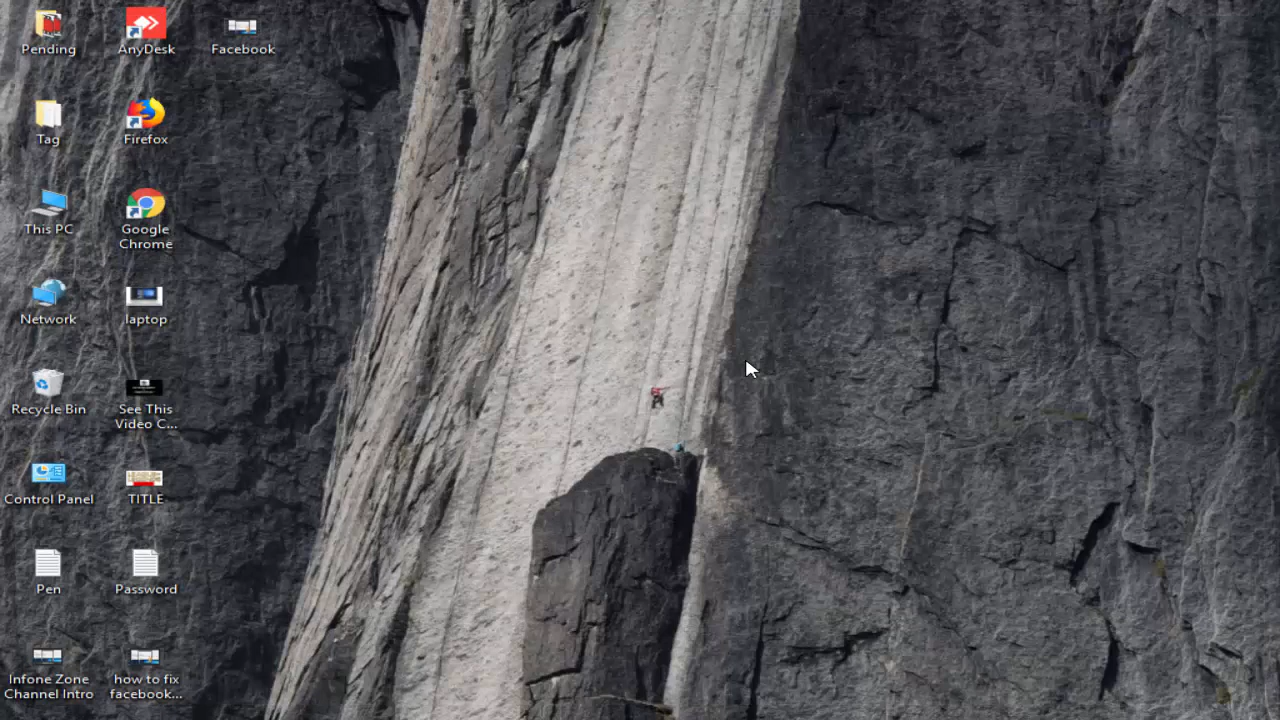 Pending
AnyDesk
Facebook
Tag
Firefox
This PC
Google
Chrome
Network
laptop
Recycle Bin
See This
Video C...
Control Panel
TITLE
Pen
Password
Infone Zone
Channel Intro
how to fix
facebook...